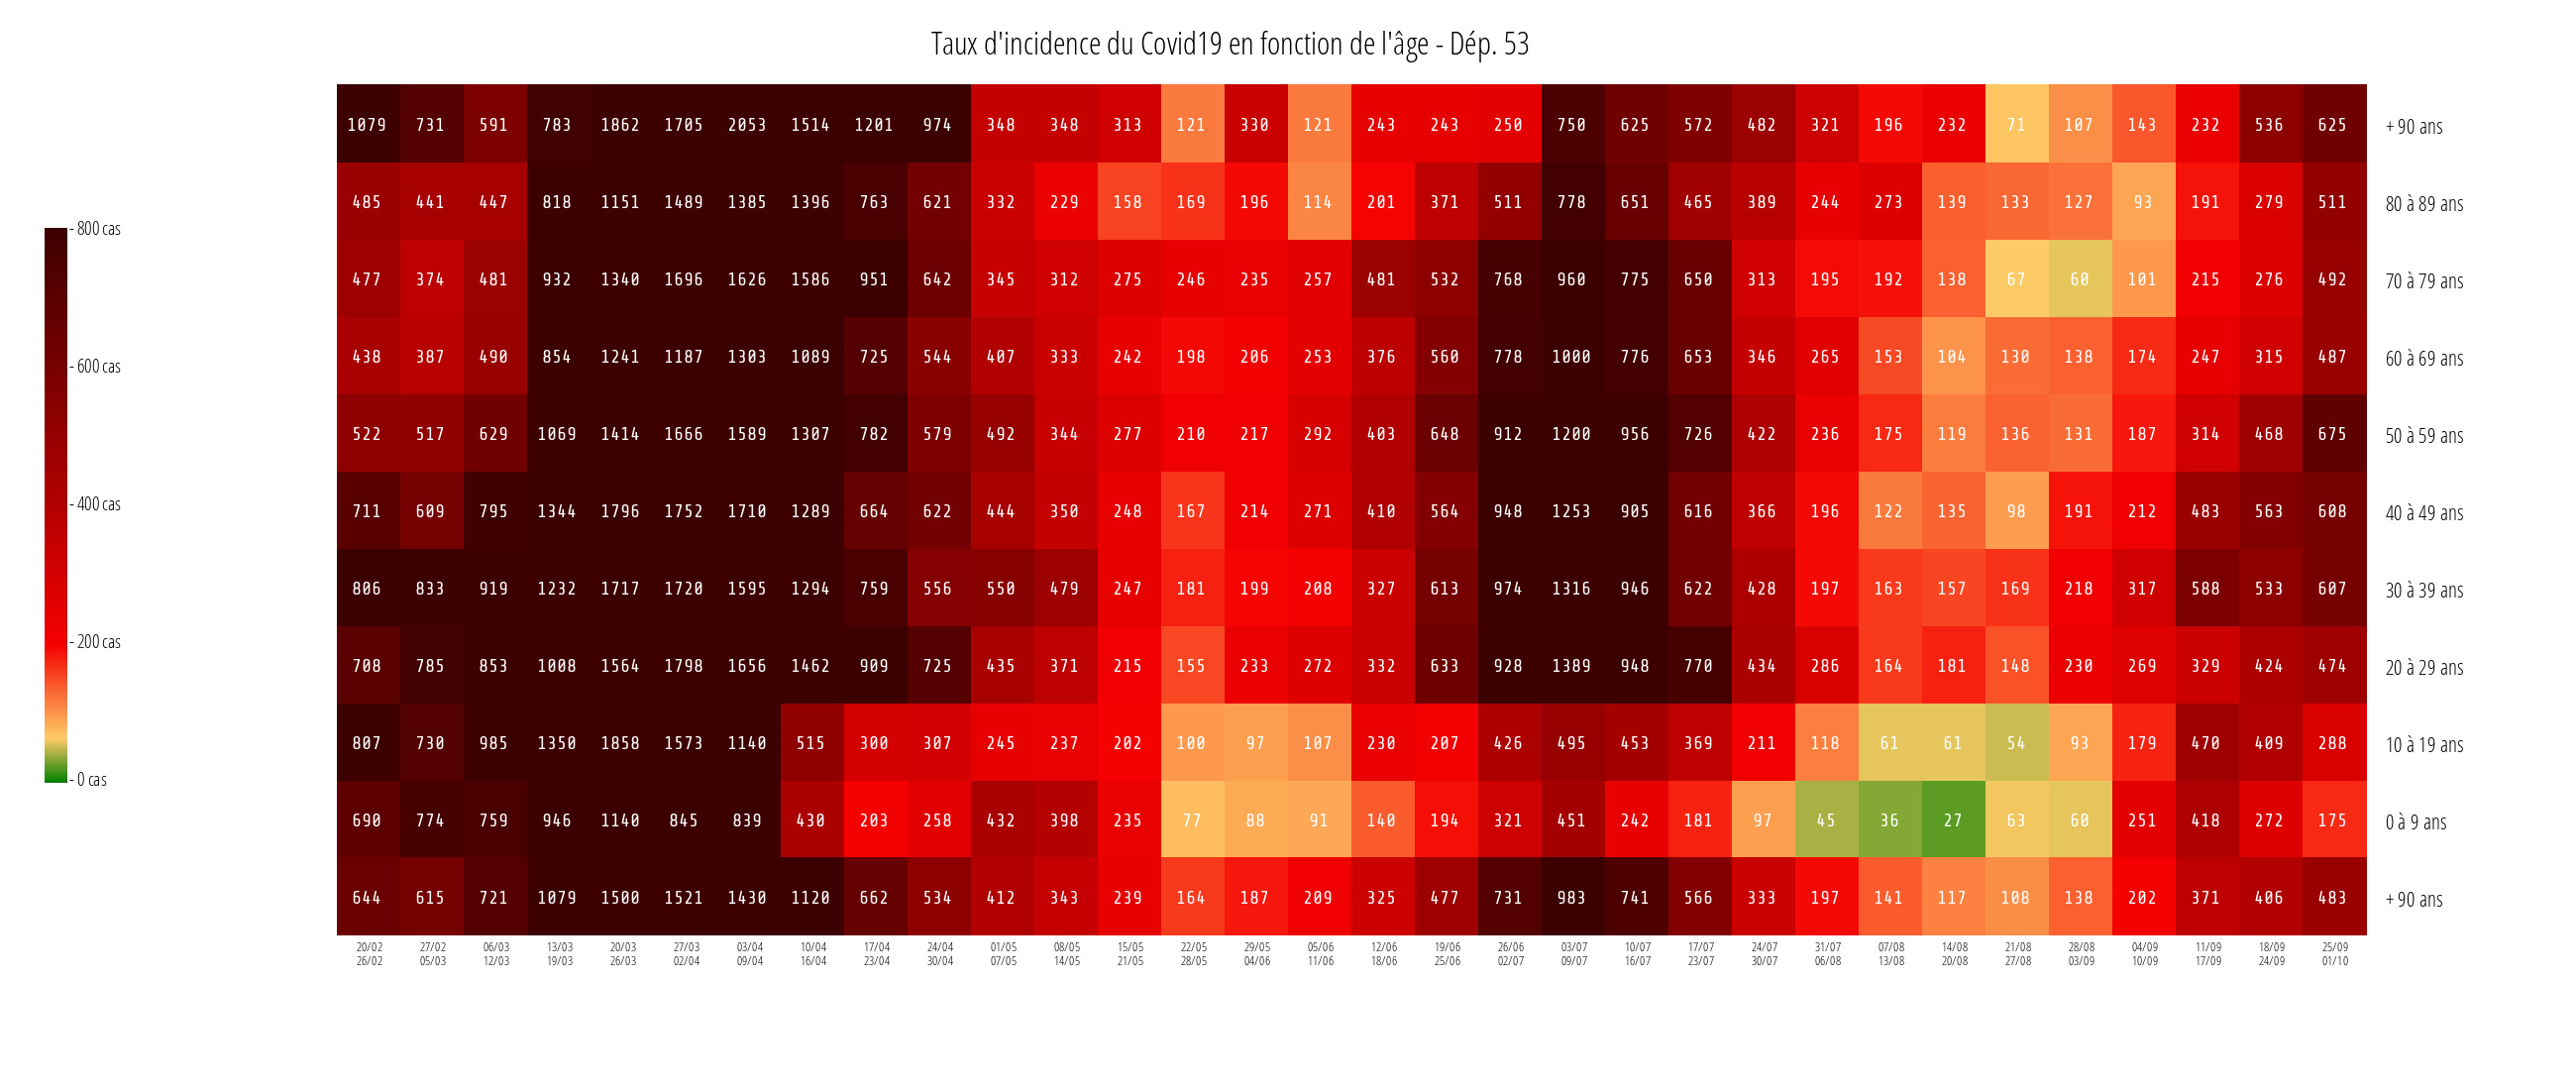 Taux d'incidence du Covid19 en fonction de l'âge - Dép. 53
1079 731 591 783 1862 1705 2053 1514 1201 974 348 348 313 121 330 121 243 243 250 750 625 572 482 321 196 232 71 107 143 232 536 625 + 90 ans
485 441 447 818 1151 1489 1385 1396 763 621 332 229 158 169 196 114 201 371 511 778 651 465 389 244 273 139 133 127 93 191 279 511 80 à 89 ans
- 800 cas
477 374 481 932 1340 1696 1626 1586 951 642 345 312 275 246 235 257 481 532 768 960 775 650 313 195 192 138 67 60 101 215 276 492 70 à 79 ans
438 387 490 854 1241 1187 1303 1089 725 544 407 333 242 198 206 253 376 560 778 1000 776 653 346 265 153 104 130 138 174 247 315 487 60 à 69 ans
- 600 cas
522 517 629 1069 1414 1666 1589 1307 782 579 492 344 277 210 217 292 403 648 912 1200 956 726 422 236 175 119 136 131 187 314 468 675 50 à 59 ans
- 400 cas
711 609 795 1344 1796 1752 1710 1289 664 622 444 350 248 167 214 271 410 564 948 1253 905 616 366 196 122 135 98 191 212 483 563 608 40 à 49 ans
806 833 919 1232 1717 1720 1595 1294 759 556 550 479 247 181 199 208 327 613 974 1316 946 622 428 197 163 157 169 218 317 588 533 607 30 à 39 ans
- 200 cas
708 785 853 1008 1564 1798 1656 1462 909 725 435 371 215 155 233 272 332 633 928 1389 948 770 434 286 164 181 148 230 269 329 424 474 20 à 29 ans
807 730 985 1350 1858 1573 1140 515 300 307 245 237 202 100 97 107 230 207 426 495 453 369 211 118 61 61 54 93 179 470 409 288 10 à 19 ans
- 0 cas
690 774 759 946 1140 845 839 430 203 258 432 398 235 77 88 91 140 194 321 451 242 181 97 45 36 27 63 60 251 418 272 175 0 à 9 ans
644 615 721 1079 1500 1521 1430 1120 662 534 412 343 239 164 187 209 325 477 731 983 741 566 333 197 141 117 108 138 202 371 406 483 + 90 ans
20/02 27/02 06/03 13/03 20/03 27/03 03/04 10/04 17/04 24/04 01/05 08/05 15/05 22/05 29/05 05/06 12/06 19/06 26/06 03/07 10/07 17/07 24/07 31/07 07/08 14/08 21/08 28/08 04/09 11/09 18/09 25/09
26/02 05/03 12/03 19/03 26/03 02/04 09/04 16/04 23/04 30/04 07/05 14/05 21/05 28/05 04/06 11/06 18/06 25/06 02/07 09/07 16/07 23/07 30/07 06/08 13/08 20/08 27/08 03/09 10/09 17/09 24/09 01/10